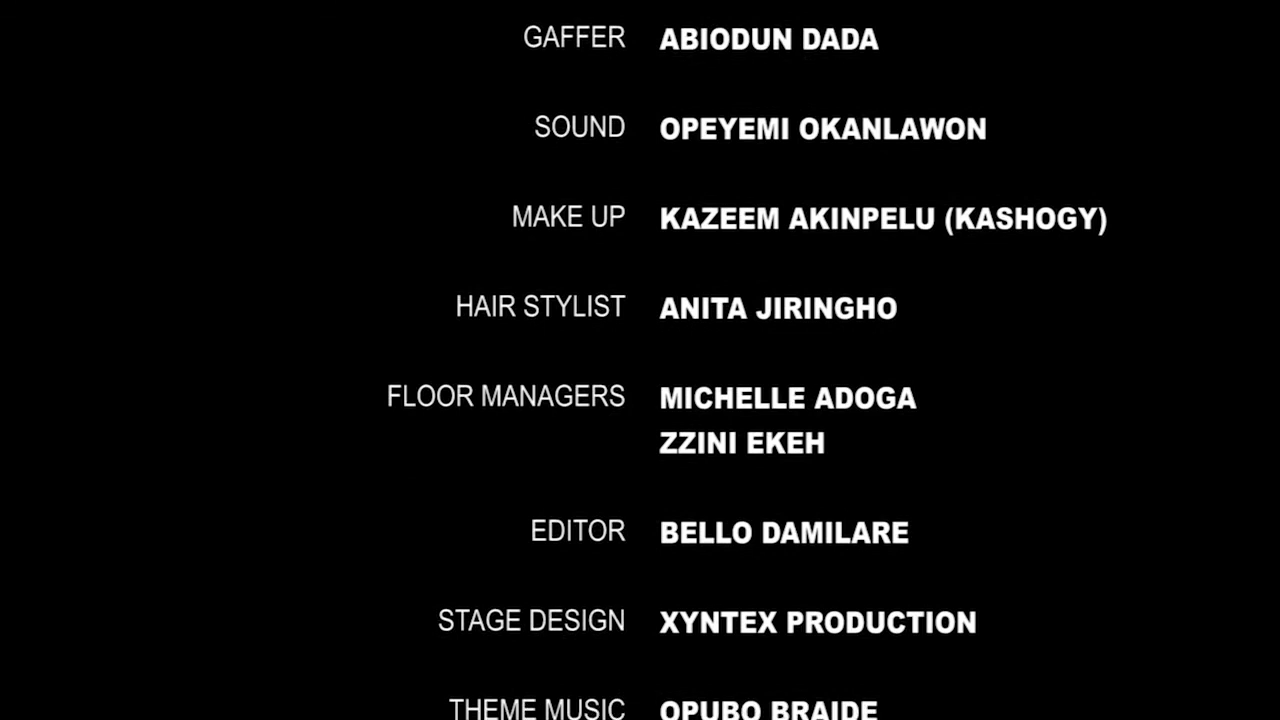 GAFFER ABIODUN DADA
SOUND OPEYEMI OKANLAWON
MAKE UP KAZEEM AKINPELU (KASHOGY)
HAIR STYLIST ANITA JIRINGHO
FLOOR MANAGERS MICHELLE ADOGA
ZZINI EKEH
EDITOR BELLO DAMILARE
STAGE DESIGN XYNTEX PRODUCTION
THEME MUSIC OPUBO BRAIDE